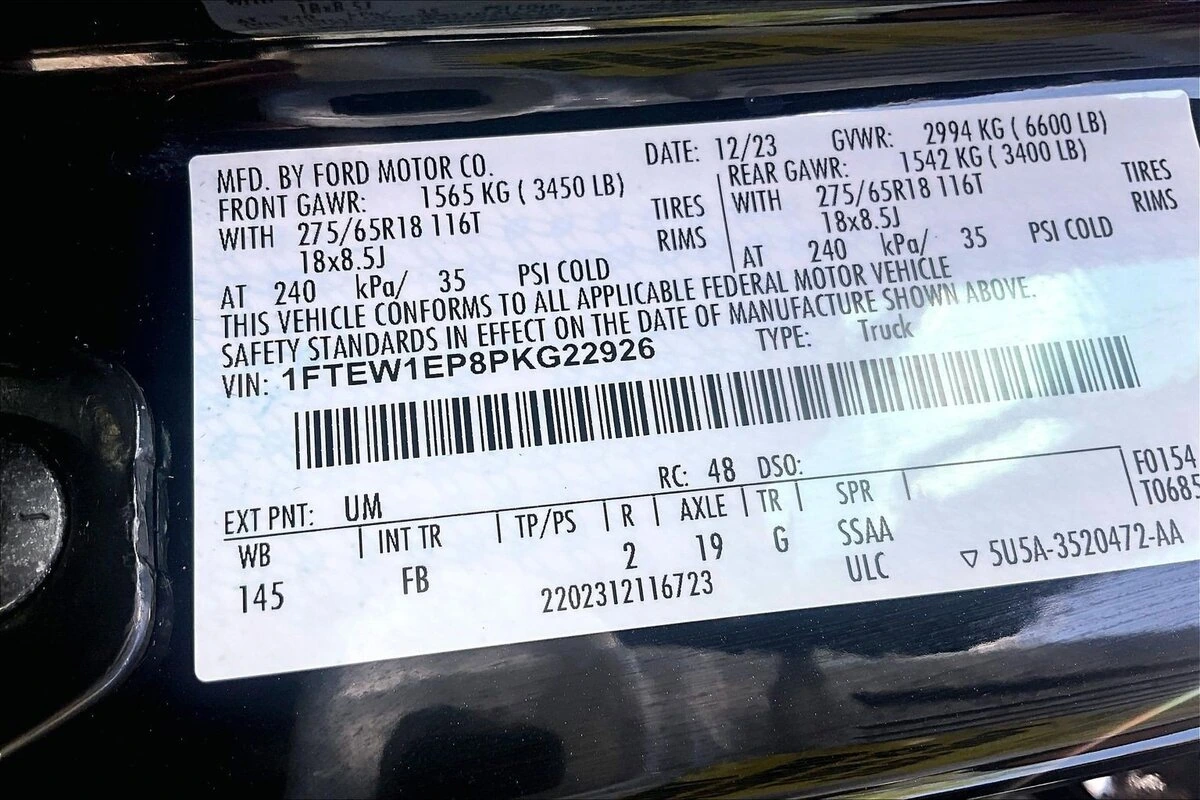 18x8.5J
MFD. BY FORD MOTOR CO. DATE: 12/23 GVWR: 2994 KG ( 6600 LB)
FRONT GAWR: 1565 KG ( 3450 LB) REAR GAWR: 1542 KG ( 3400 LB)
WITH 275/65R18 116T TIRES WITH 275/65R18 116T TIRES
18x8.5J RIMS 18x8.5J RIMS
AT 240 kPa/ 35 PSI COLD AT 240 kPa/ 35 PSI COLD
THIS VEHICLE CONFORMS TO ALL APPLICABLE FEDERAL MOTOR VEHICLE
SAFETY STANDARDS IN EFFECT ON THE DATE OF MANUFACTURE SHOWN ABOVE.
VIN: 1FTEW1EP8PKG22926 TYPE: Truck
EXT PNT: UM RC: 48 DSO: F0154
WB INT TR TP/PS R AXLE TR SPR T0685
145 FB 2 19 G SSAA
2202312116723 ULC 5U5A-3520472-AA